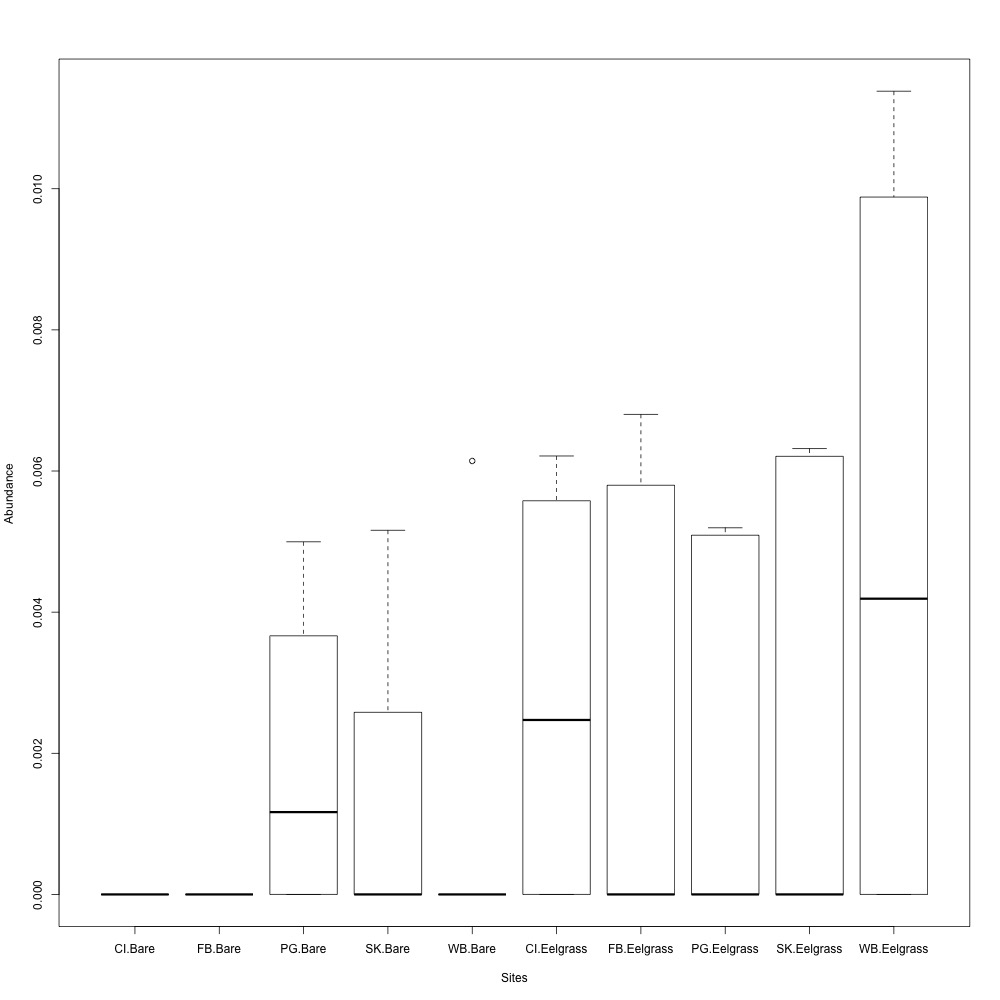 0.010
0.008
0.006
0.004
0.002
0.000
Abundance
CI.Bare FB.Bare PG.Bare SK.Bare WB.Bare CI.Eelgrass FB.Eelgrass PG.Eelgrass SK.Eelgrass WB.Eelgrass
Sites